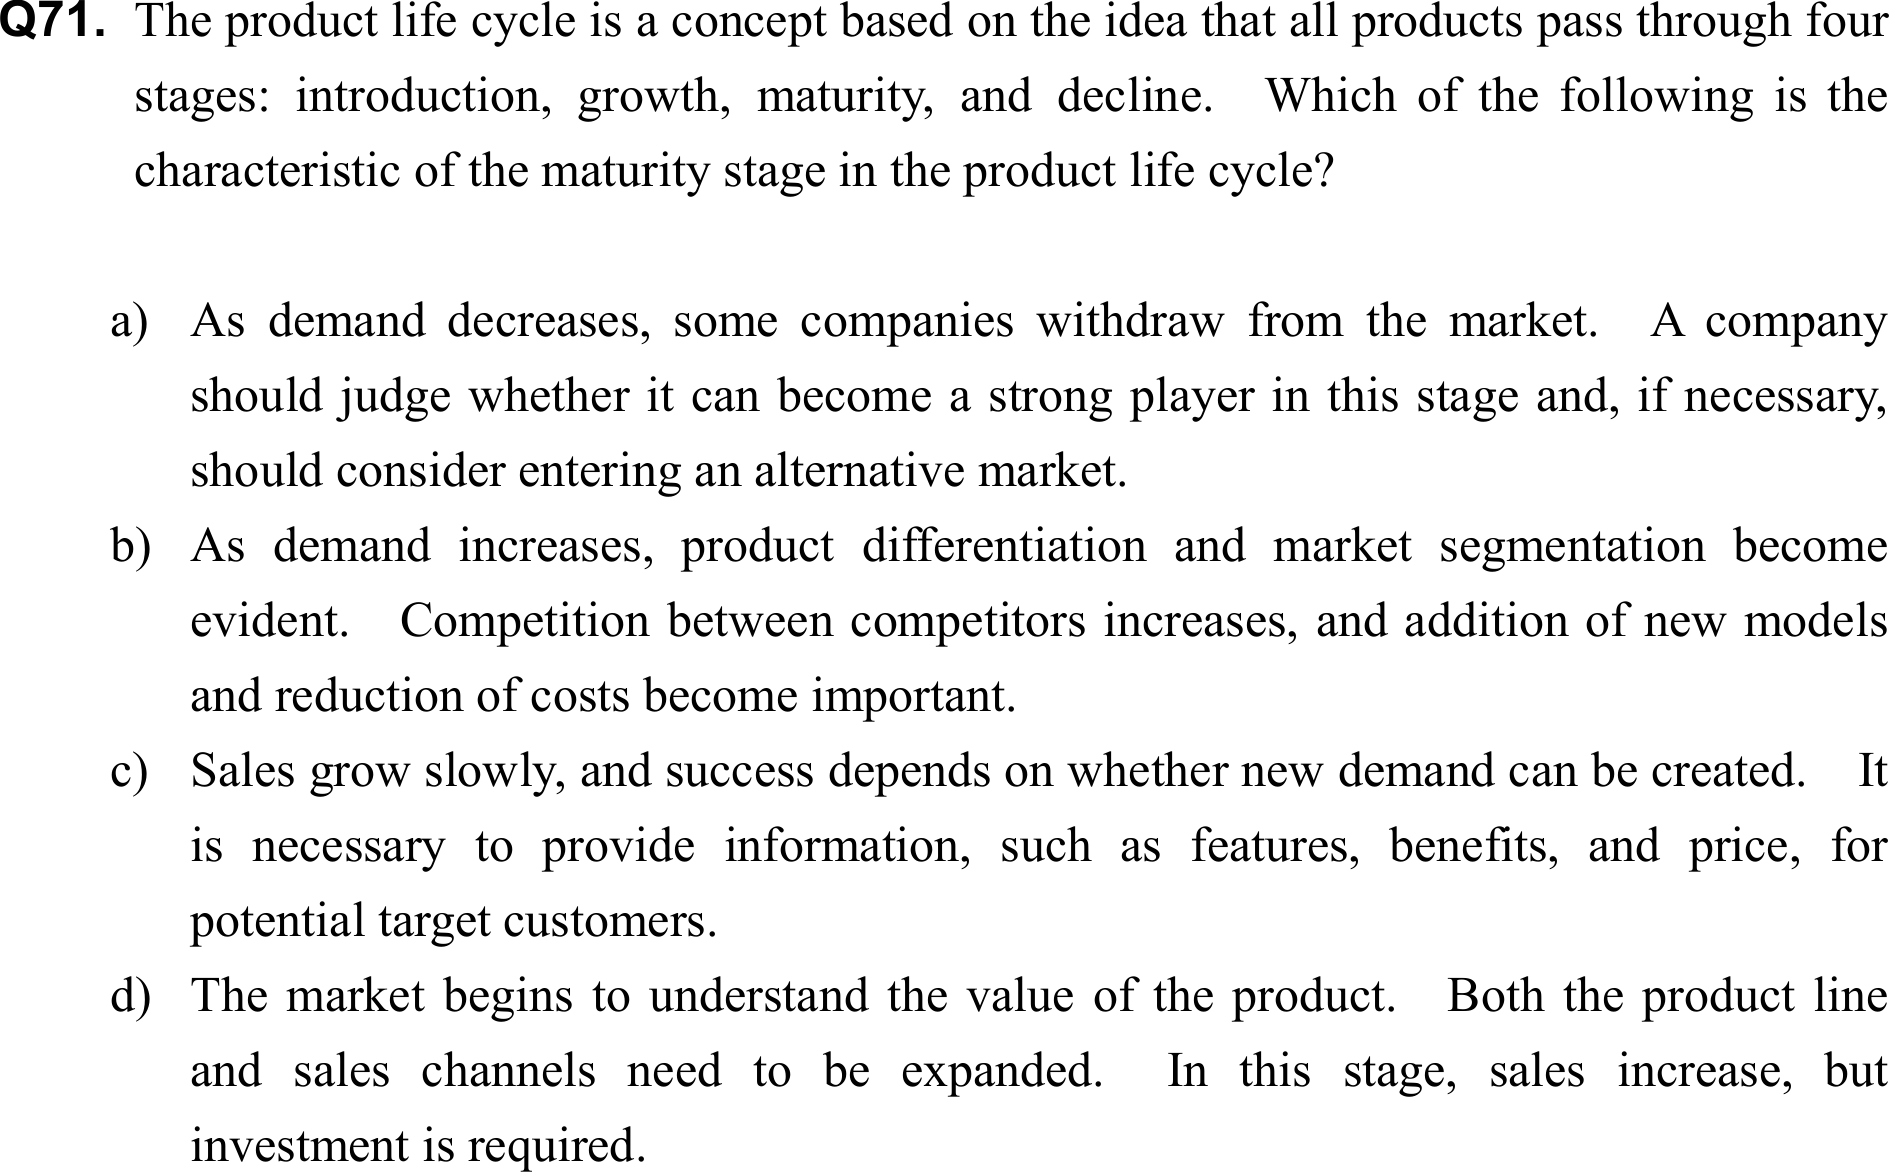 Q71. The product life cycle is a concept based on the idea that all products pass through four
stages: introduction, growth, maturity, and decline. Which of the following is the
characteristic of the maturity stage in the product life cycle?
a) As demand decreases, some companies withdraw from the market. A company
should judge whether it can become a strong player in this stage and, if necessary,
should consider entering an alternative market.
b) As demand increases, product differentiation and market segmentation become
evident. Competition between competitors increases, and addition of new models
and reduction of costs become important.
c) Sales grow slowly, and success depends on whether new demand can be created. It
is necessary to provide information, such as features, benefits, and price, for
potential target customers.
d) The market begins to understand the value of the product. Both the product line
and sales channels need to be expanded. In this stage, sales increase, but
investment is required.